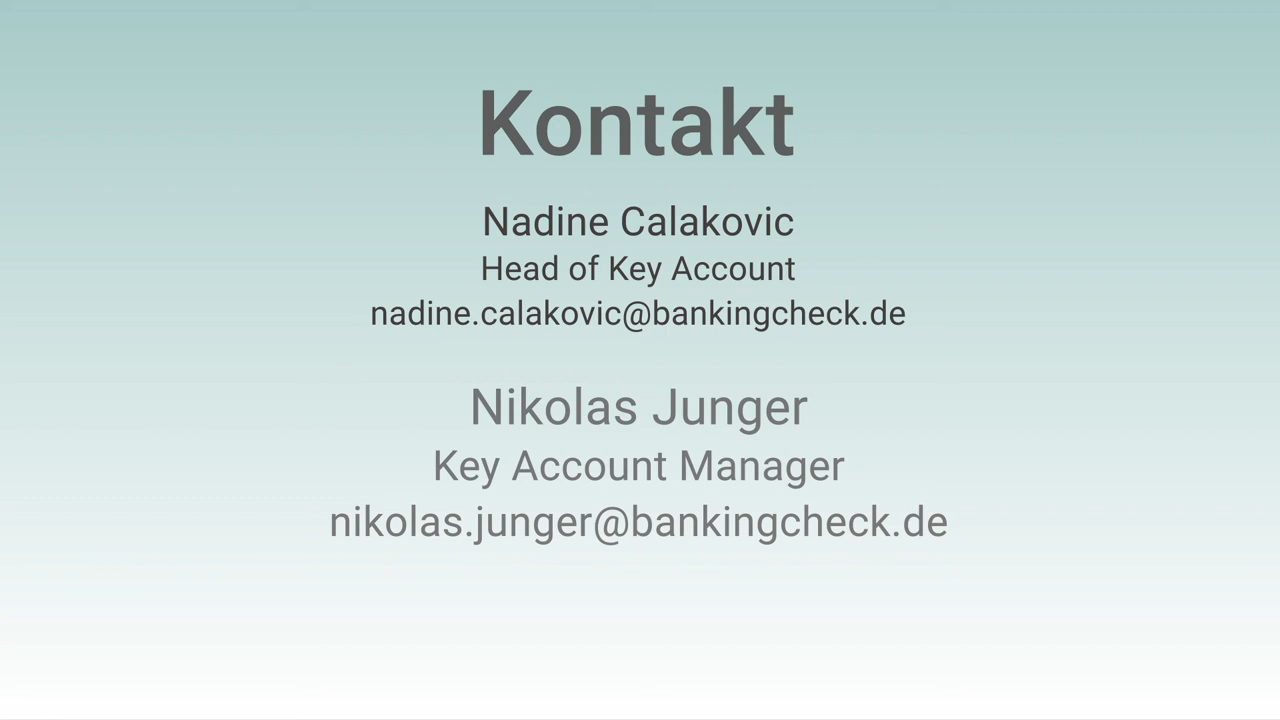 Kontakt
Nadine Calakovic
Head of Key Account
nadine.calakovic@bankingcheck.de
Nikolas Junger
Key Account Manager
nikolas.junger@bankingcheck.de